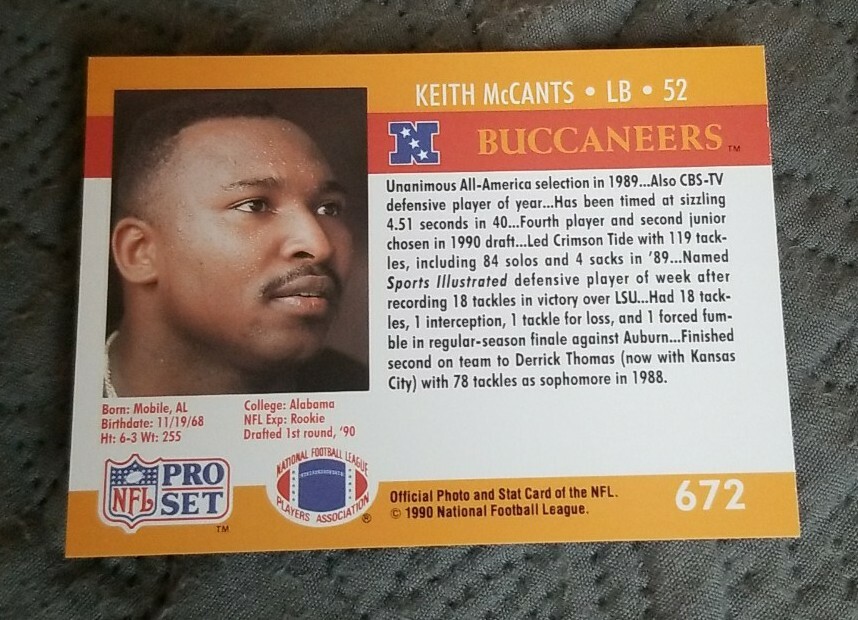 KEITH McCANTS • LB • 52
N
BUCCANEERS™
Unanimous All-America selection in 1989...Also CBS-TV
defensive player of year...Has been timed at sizzling
4.51 seconds in 40...Fourth player and second junior
chosen in 1990 draft...Led Crimson Tide with 119 tack-
les, including 84 solos and 4 sacks in '89...Named
Sports Illustrated defensive player of week after
recording 18 tackles in victory over LSU...Had 18 tack-
les, 1 interception, 1 tackle for loss, and 1 forced fum-
ble in regular-season finale against Auburn...Finished
second on team to Derrick Thomas (now with Kansas
City) with 78 tackles as sophomore in 1988.
Born: Mobile, AL
Birthdate: 11/19/68
Ht: 6-3 Wt: 255
College: Alabama
NFL Exp: Rookie
Drafted 1st round, '90
NFL
PRO
SET
™
NATIONAL FOOTBALL LEAGUE
PLAYERS ASSOCIATION
®
Official Photo and Stat Card of the NFL.
© 1990 National Football League.
672